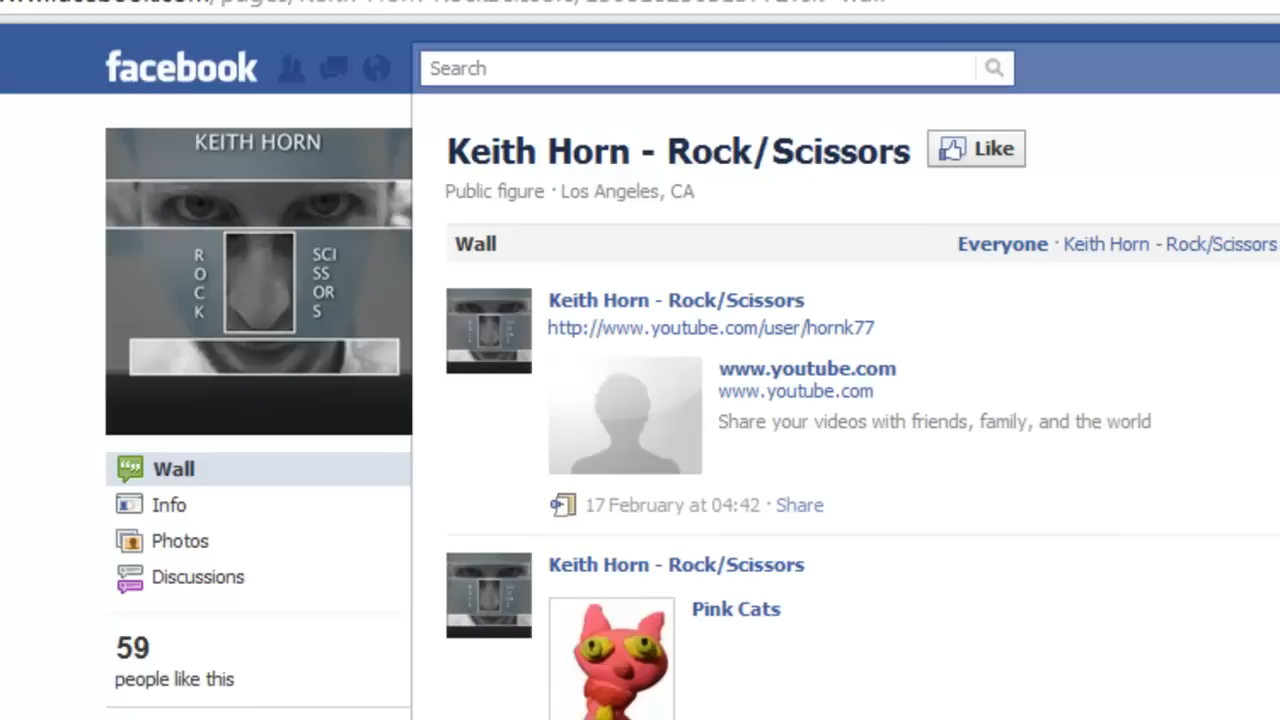 facebook
Search
KEITH HORN
ROCK
SCI
SS
OR
S
Keith Horn - Rock/Scissors
Like
Public figure · Los Angeles, CA
Wall
Everyone · Keith Horn - Rock/Scissors
Keith Horn - Rock/Scissors
http://www.youtube.com/user/hornk77
www.youtube.com
www.youtube.com
Share your videos with friends, family, and the world
17 February at 04:42 · Share
Keith Horn - Rock/Scissors
Pink Cats
Wall
Info
Photos
Discussions
59
people like this